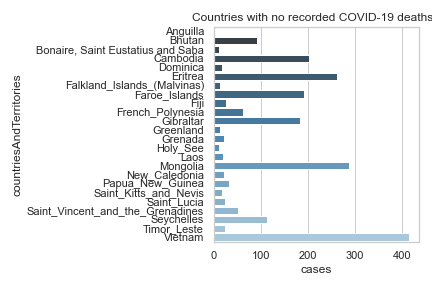 Countries with no recorded COVID-19 deaths
Anguilla
Bhutan
Bonaire, Saint Eustatius and Saba
Cambodia
Dominica
Eritrea
Falkland_Islands_(Malvinas)
Faroe_Islands
Fiji
French_Polynesia
Gibraltar
Greenland
Grenada
Holy_See
Laos
Mongolia
New_Caledonia
Papua_New_Guinea
Saint_Kitts_and_Nevis
Saint_Lucia
Saint_Vincent_and_the_Grenadines
Seychelles
Timor_Leste
Vietnam
countriesAndTerritories
0 100 200 300 400
cases